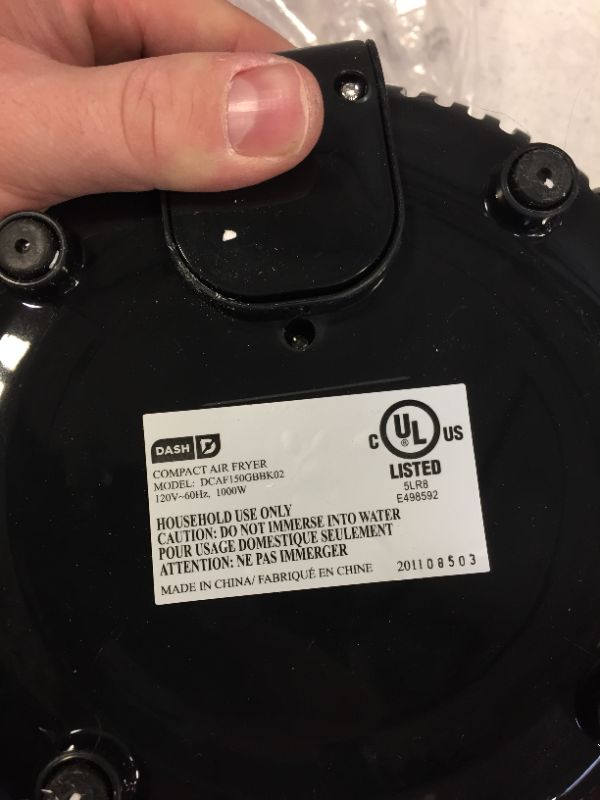 DASH D
COMPACT AIR FRYER
MODEL: DCAF150GBBK02
120V~60Hz, 1000W
C UL ® US
LISTED
5LR8
E498592
HOUSEHOLD USE ONLY
CAUTION: DO NOT IMMERSE INTO WATER
POUR USAGE DOMESTIQUE SEULEMENT
ATTENTION: NE PAS IMMERGER
MADE IN CHINA/ FABRIQUÉ EN CHINE
201108503